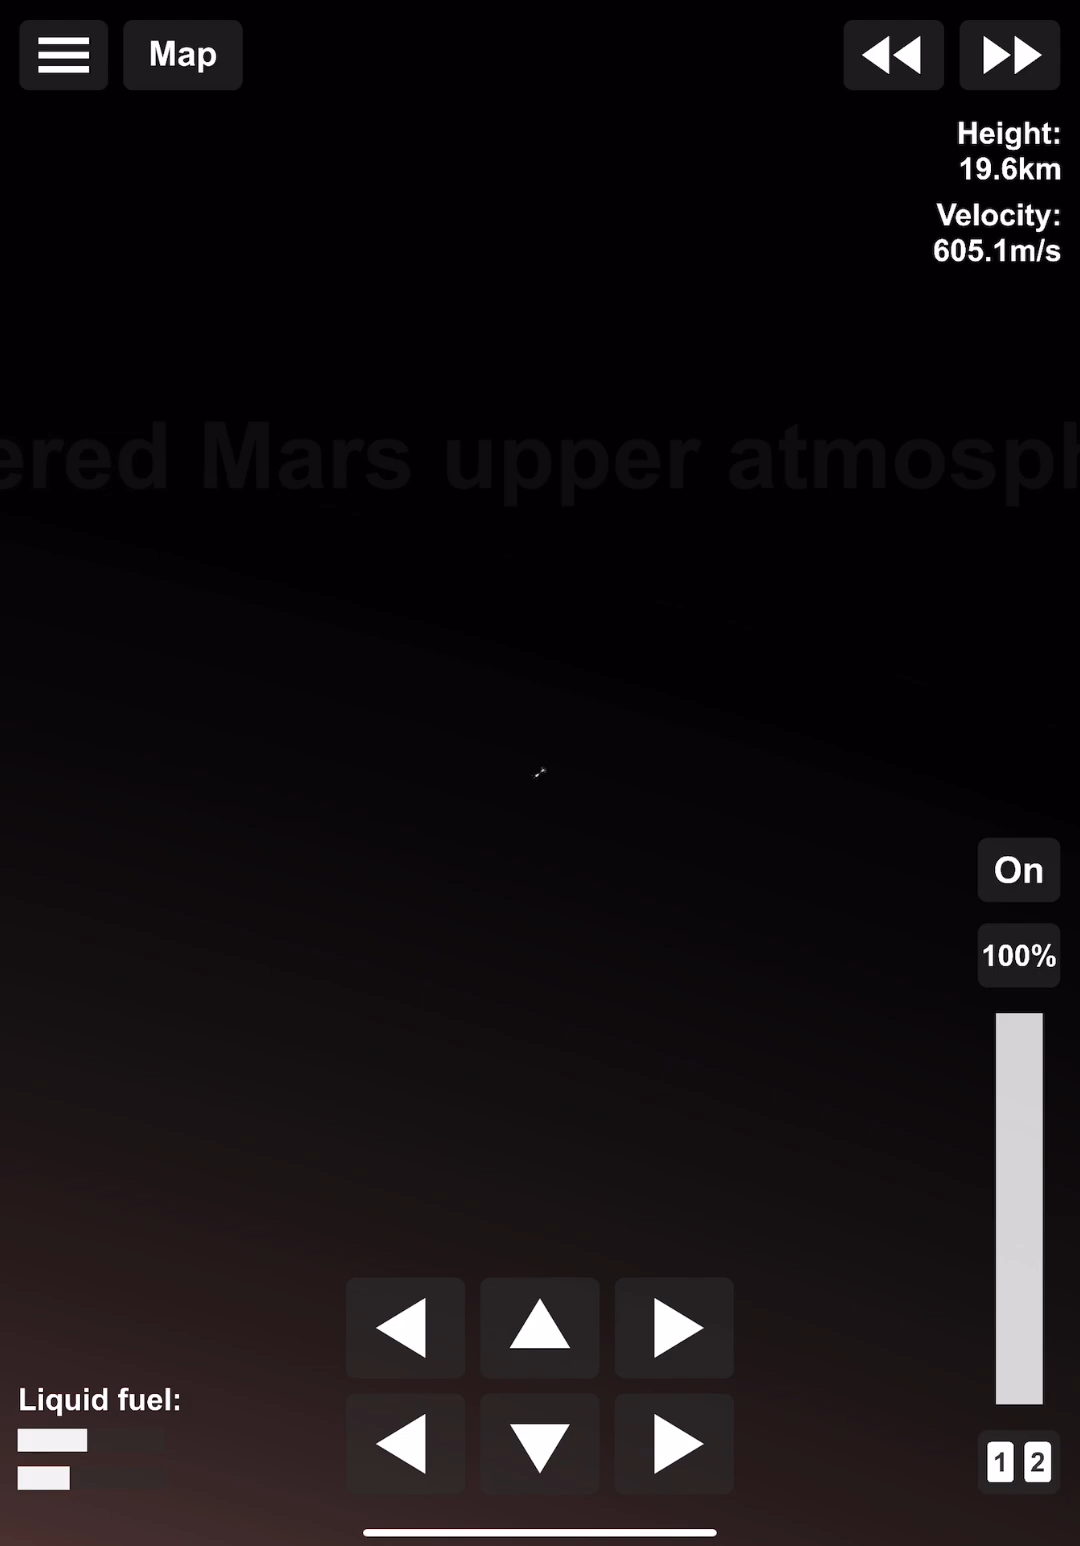 Map
Height:
19.6km
Velocity:
605.1m/s
ered Mars upper atmosph
On
100%
Liquid fuel:
1 2